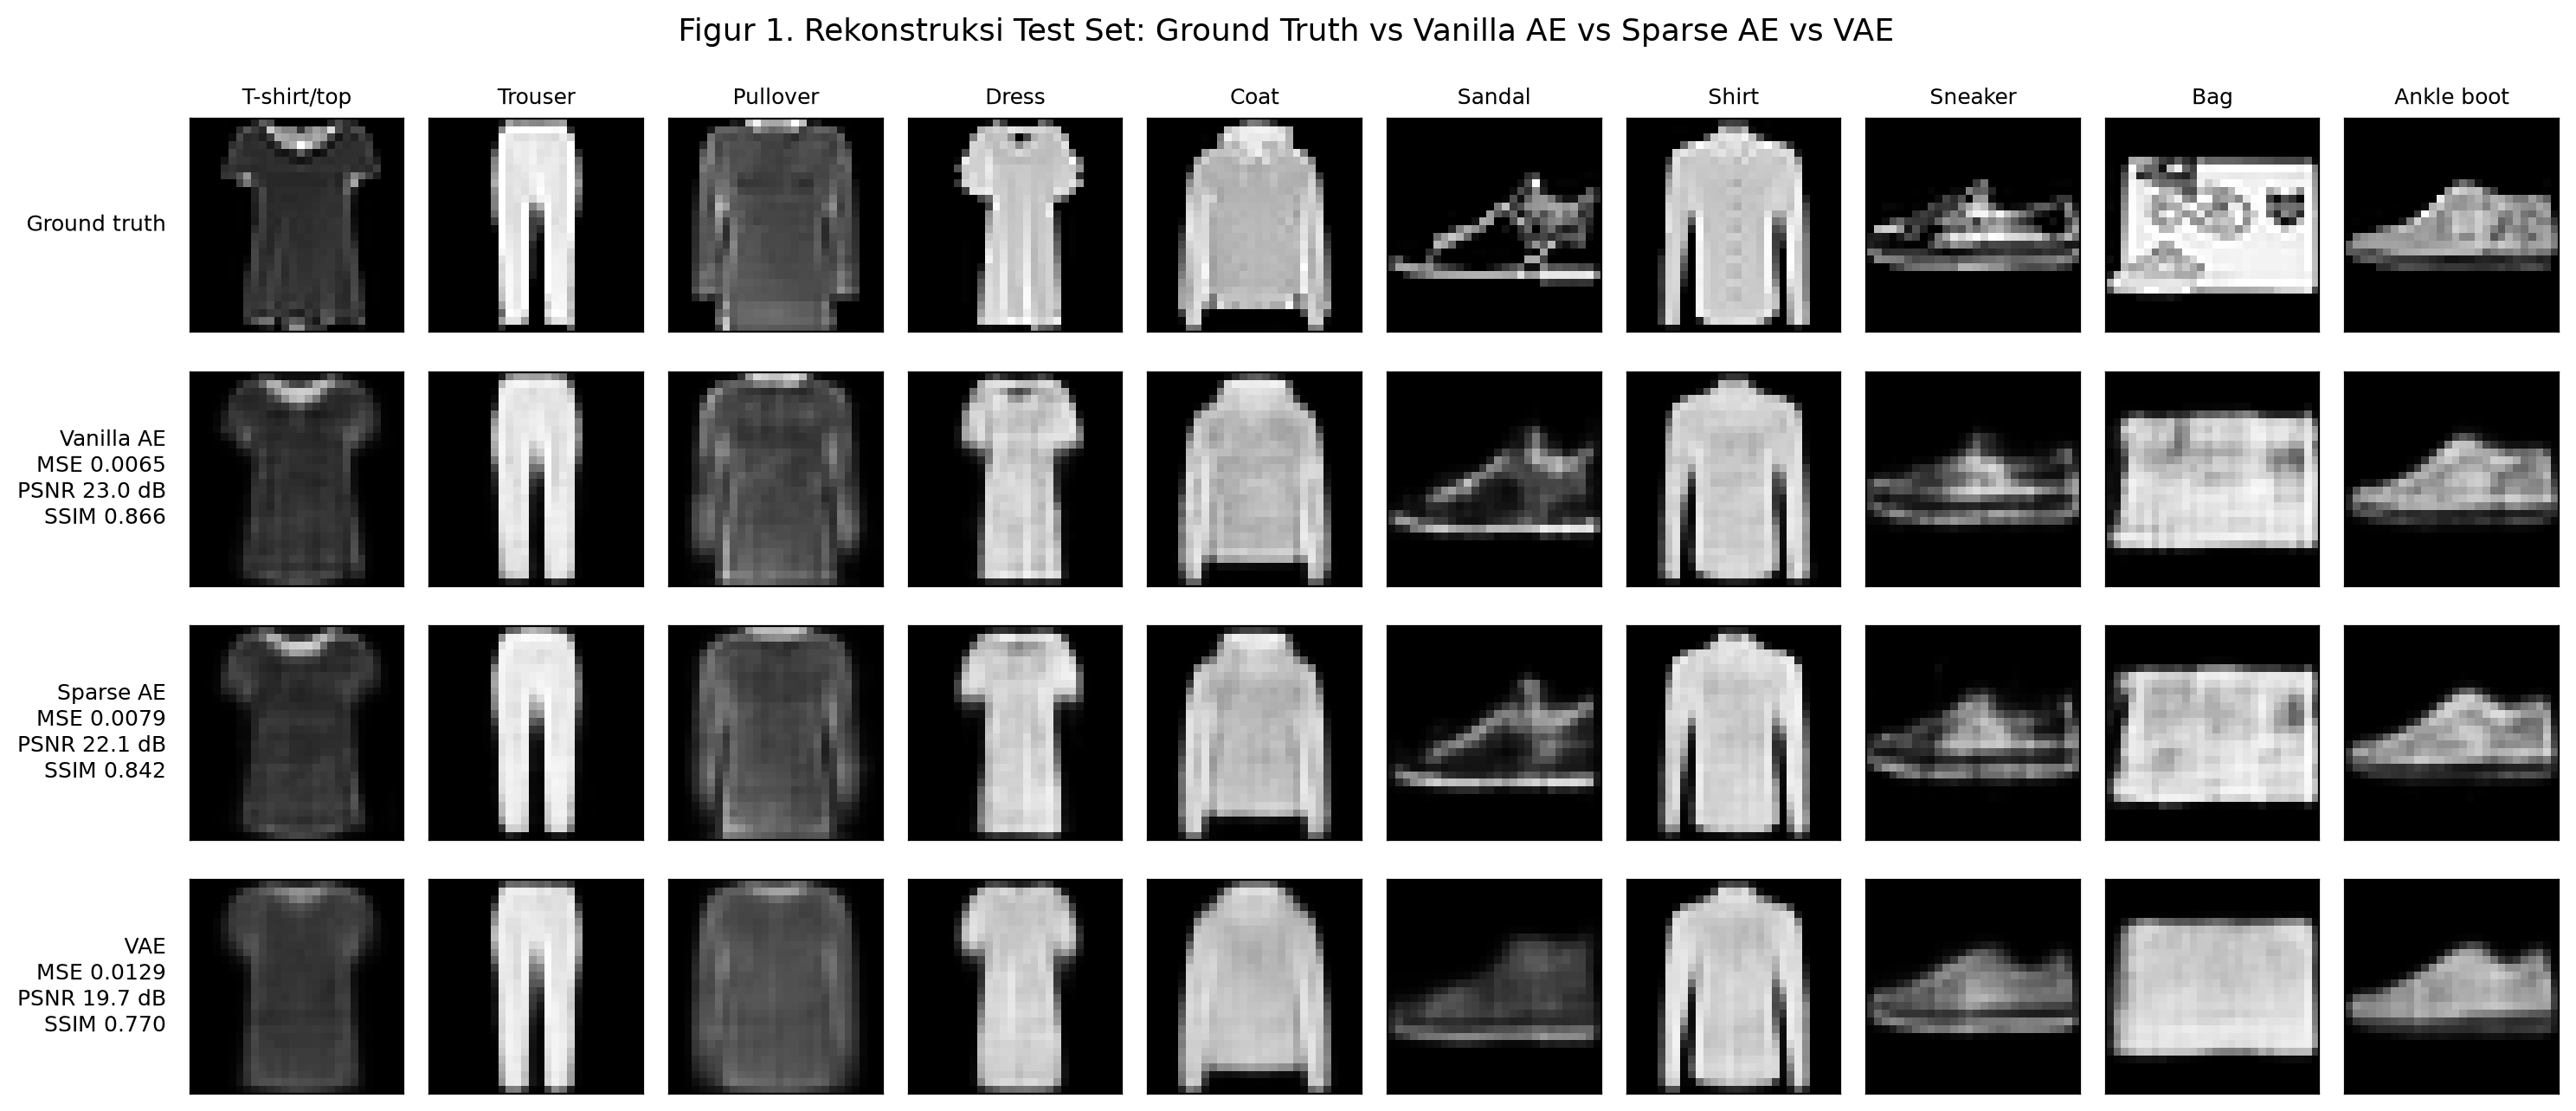 Figur 1. Rekonstruksi Test Set: Ground Truth vs Vanilla AE vs Sparse AE vs VAE
T-shirt/top
Trouser
Pullover
Dress
Coat
Sandal
Shirt
Sneaker
Bag
Ankle boot
Ground truth
Vanilla AE
MSE 0.0065
PSNR 23.0 dB
SSIM 0.866
Sparse AE
MSE 0.0079
PSNR 22.1 dB
SSIM 0.842
VAE
MSE 0.0129
PSNR 19.7 dB
SSIM 0.770